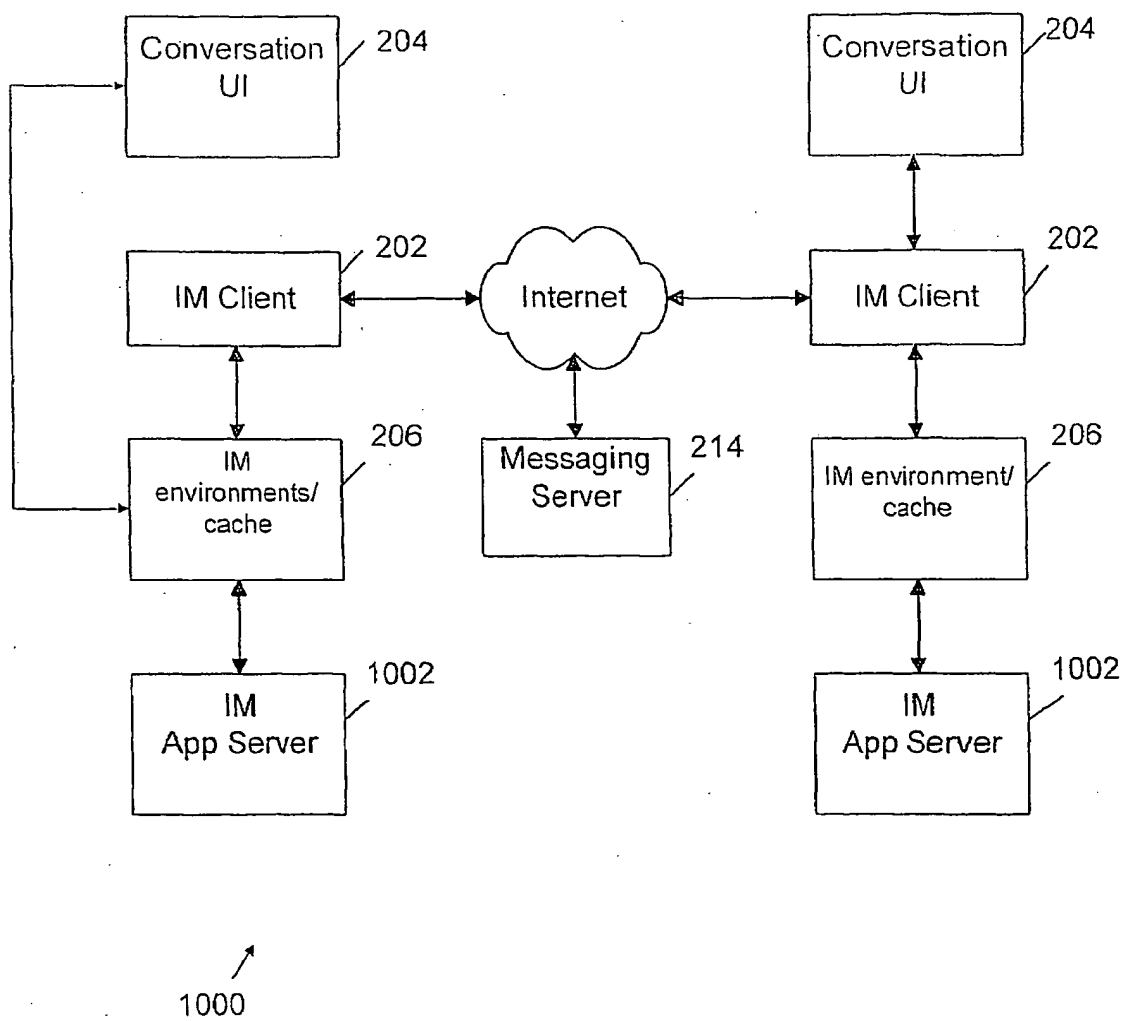 Conversation
UI
204
Conversation
UI
204
IM Client
202
Internet
IM Client
202
IM
environments/
cache
206
Messaging
Server
214
IM environment/
cache
206
IM
App Server
1002
IM
App Server
1002
1000